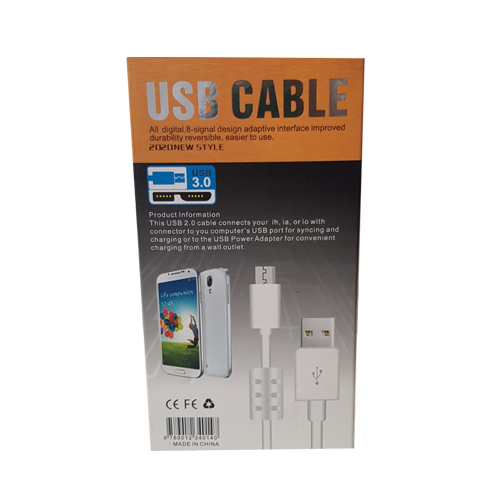 USB CABLE
All digital,8-signal design adaptive interface improved
durability reversible, easier to use.
2020NEW STYLE
USB
3.0
Product Information
This USB 2.0 cable connects your ih, ia, or io with
connector to you computer's USB port for syncing and
charging or to the USB Power Adapter for convenient
charging from a wall outlet.
life companion
12:45
CE FE
6 789012 340140
MADE IN CHINA